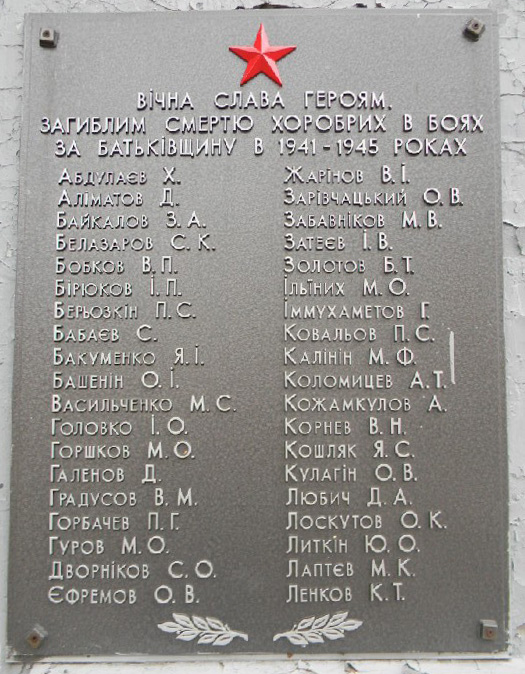 ВІЧНА СЛАВА ГЕРОЯМ,
ЗАГИБЛИМ СМЕРТЮ ХОРОБРИХ В БОЯХ
ЗА БАТЬКІВЩИНУ В 1941-1945 РОКАХ
АБДУЛАЄВ Х.
АЛІМАТОВ Д.
БАЙКАЛОВ З.А.
БЕЛАЗАРОВ С.К.
БОБКОВ В.П.
БІРЮКОВ І.П.
БЕРЬОЗКІН П.С.
БАБАЄВ С.
БАКУМЕНКО Я.І.
БАШЕНІН О.І.
ВАСИЛЬЧЕНКО М.С.
ГОЛОВКО І.О.
ГОРШКОВ М.О.
ГАЛЕНОВ Д.
ГРАДУСОВ В.М.
ГОРБАЧЕВ П.Г.
ГУРОВ М.О.
ДВОРНІКОВ С.О.
ЄФРЕМОВ О.В.
ЖАРІНОВ В.І.
ЗАРІВЧАЦЬКИЙ О.В.
ЗАБАВНІКОВ М.В.
ЗАТЕЄВ І.В.
ЗОЛОТОВ Б.Т.
ІЛЬЇНИХ М.О.
ІММУХАМЕТОВ Г.
КОВАЛЬОВ П.С.
КАЛІНІН М.Ф.
КОЛОМИЦЕВ А.Т.
КОЖАМКУЛОВ А.
КОРНЕВ В.Н.
КОШЛЯК Я.С.
КУЛАГІН О.В.
ЛЮБИЧ Д.А.
ЛОСКУТОВ О.К.
ЛИТКІН Ю.О.
ЛАПТЄВ М.К.
ЛЕНКОВ К.Т.